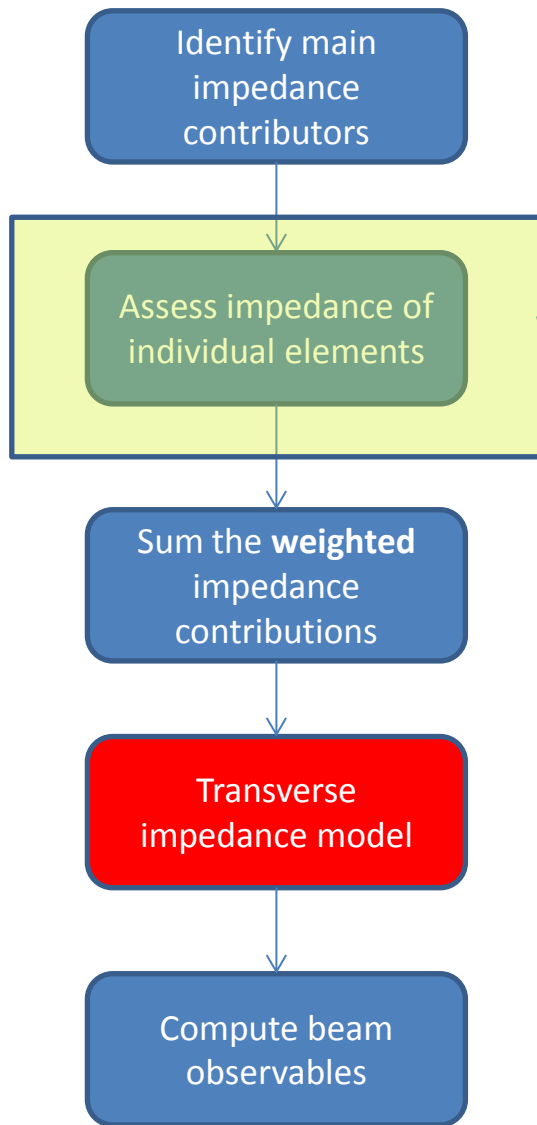 Identify main
impedance
contributors
Assess impedance of
individual elements
Sum the weighted
impedance
contributions
Transverse
impedance model
Compute beam
observables